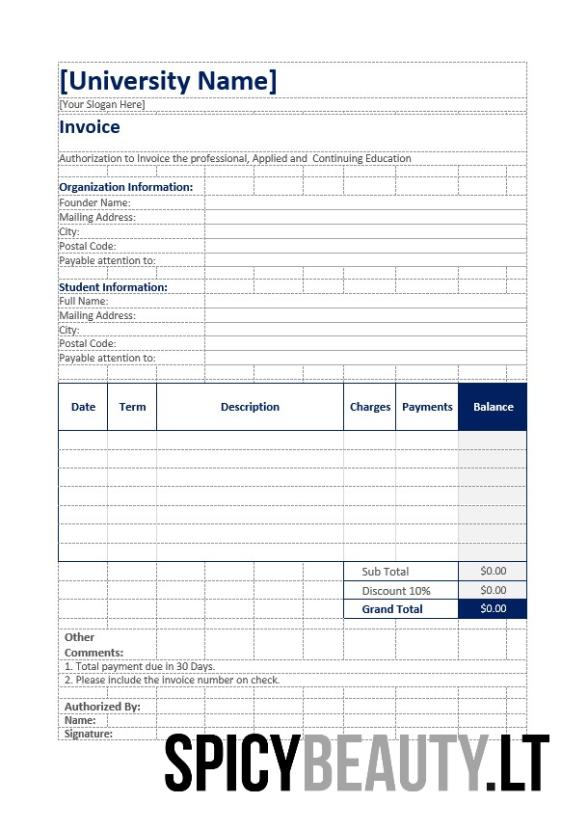 [University Name]
[Your Slogan Here]
Invoice
Authorization to Invoice the professional, Applied and Continuing Education
Organization Information:
Founder Name:
Mailing Address:
City:
Postal Code:
Payable attention to:
Student Information:
Full Name:
Mailing Address:
City:
Postal Code:
Payable attention to:
Date Term Description Charges Payments Balance
Sub Total $0.00
Discount 10% $0.00
Grand Total $0.00
Other
Comments:
1. Total payment due in 30 Days.
2. Please include the invoice number on check.
Authorized By:
Name:
Signature:
SPICYBEAUTY.LT